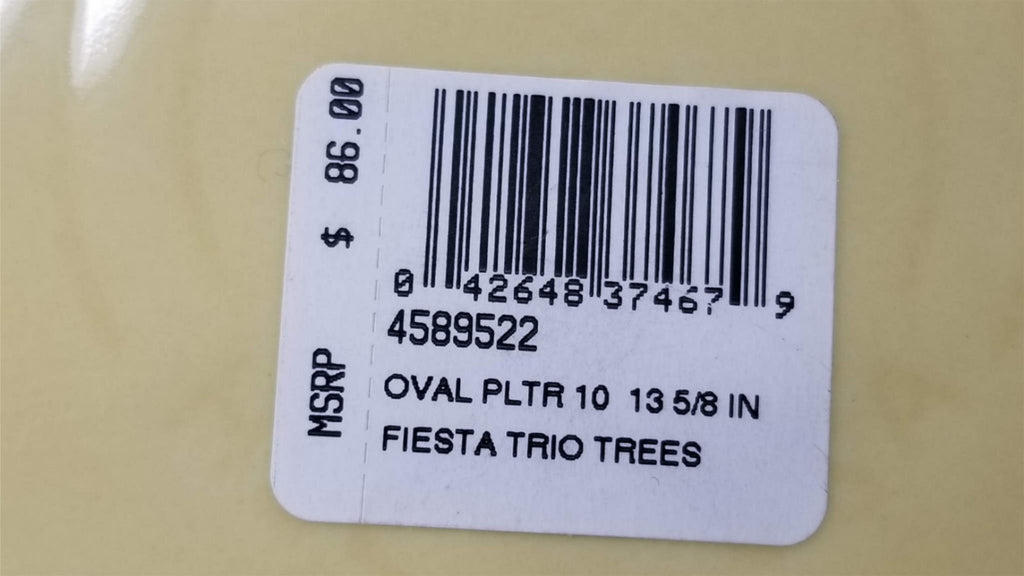 MSRP $ 86.00
0 42648 37467 9
4589522
OVAL PLTR 10 13 5/8 IN
FIESTA TRIO TREES